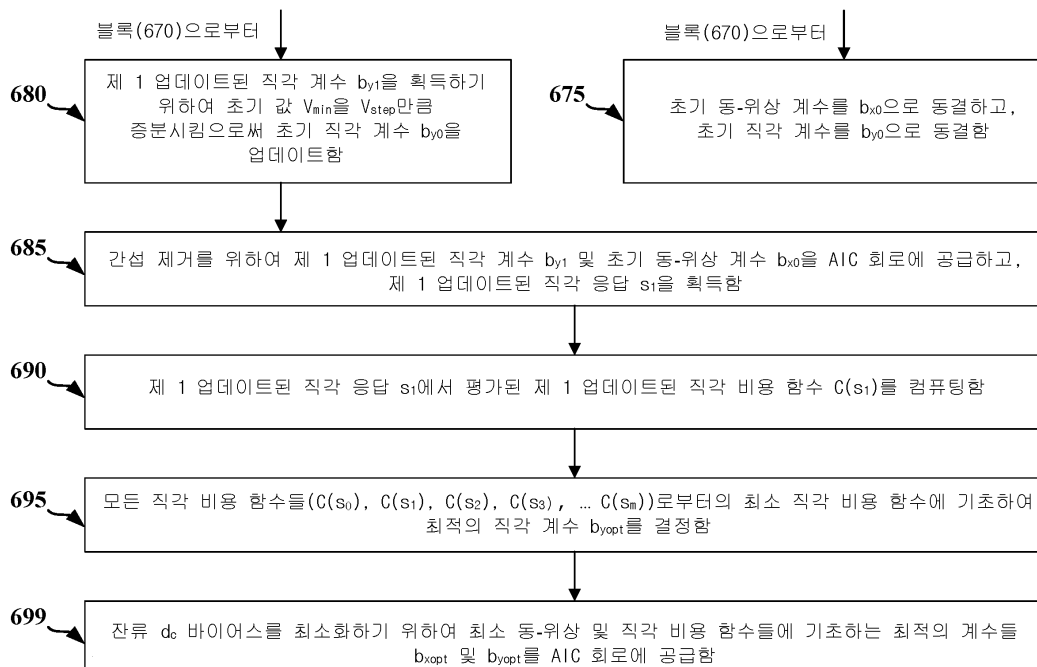 블록(670)으로부터
블록(670)으로부터
680
제 1 업데이트된 직각 계수 by1을 획득하기
위하여 초기 값 Vmin을 Vstep만큼
증분시킴으로써 초기 직각 계수 by0을
업데이트함
675
초기 동-위상 계수를 bx0으로 동결하고,
초기 직각 계수를 by0으로 동결함
685
간섭 제거를 위하여 제 1 업데이트된 직각 계수 by1 및 초기 동-위상 계수 bx0을 AIC 회로에 공급하고,
제 1 업데이트된 직각 응답 s1을 획득함
690
제 1 업데이트된 직각 응답 s1에서 평가된 제 1 업데이트된 직각 비용 함수 C(s1)를 컴퓨팅함
695
모든 직각 비용 함수들(C(s0), C(s1), C(s2), C(s3), … C(sm))로부터의 최소 직각 비용 함수에 기초하여
최적의 직각 계수 byopt를 결정함
699
잔류 dc 바이어스를 최소화하기 위하여 최소 동-위상 및 직각 비용 함수들에 기초하는 최적의 계수들
bxopt 및 byopt를 AIC 회로에 공급함